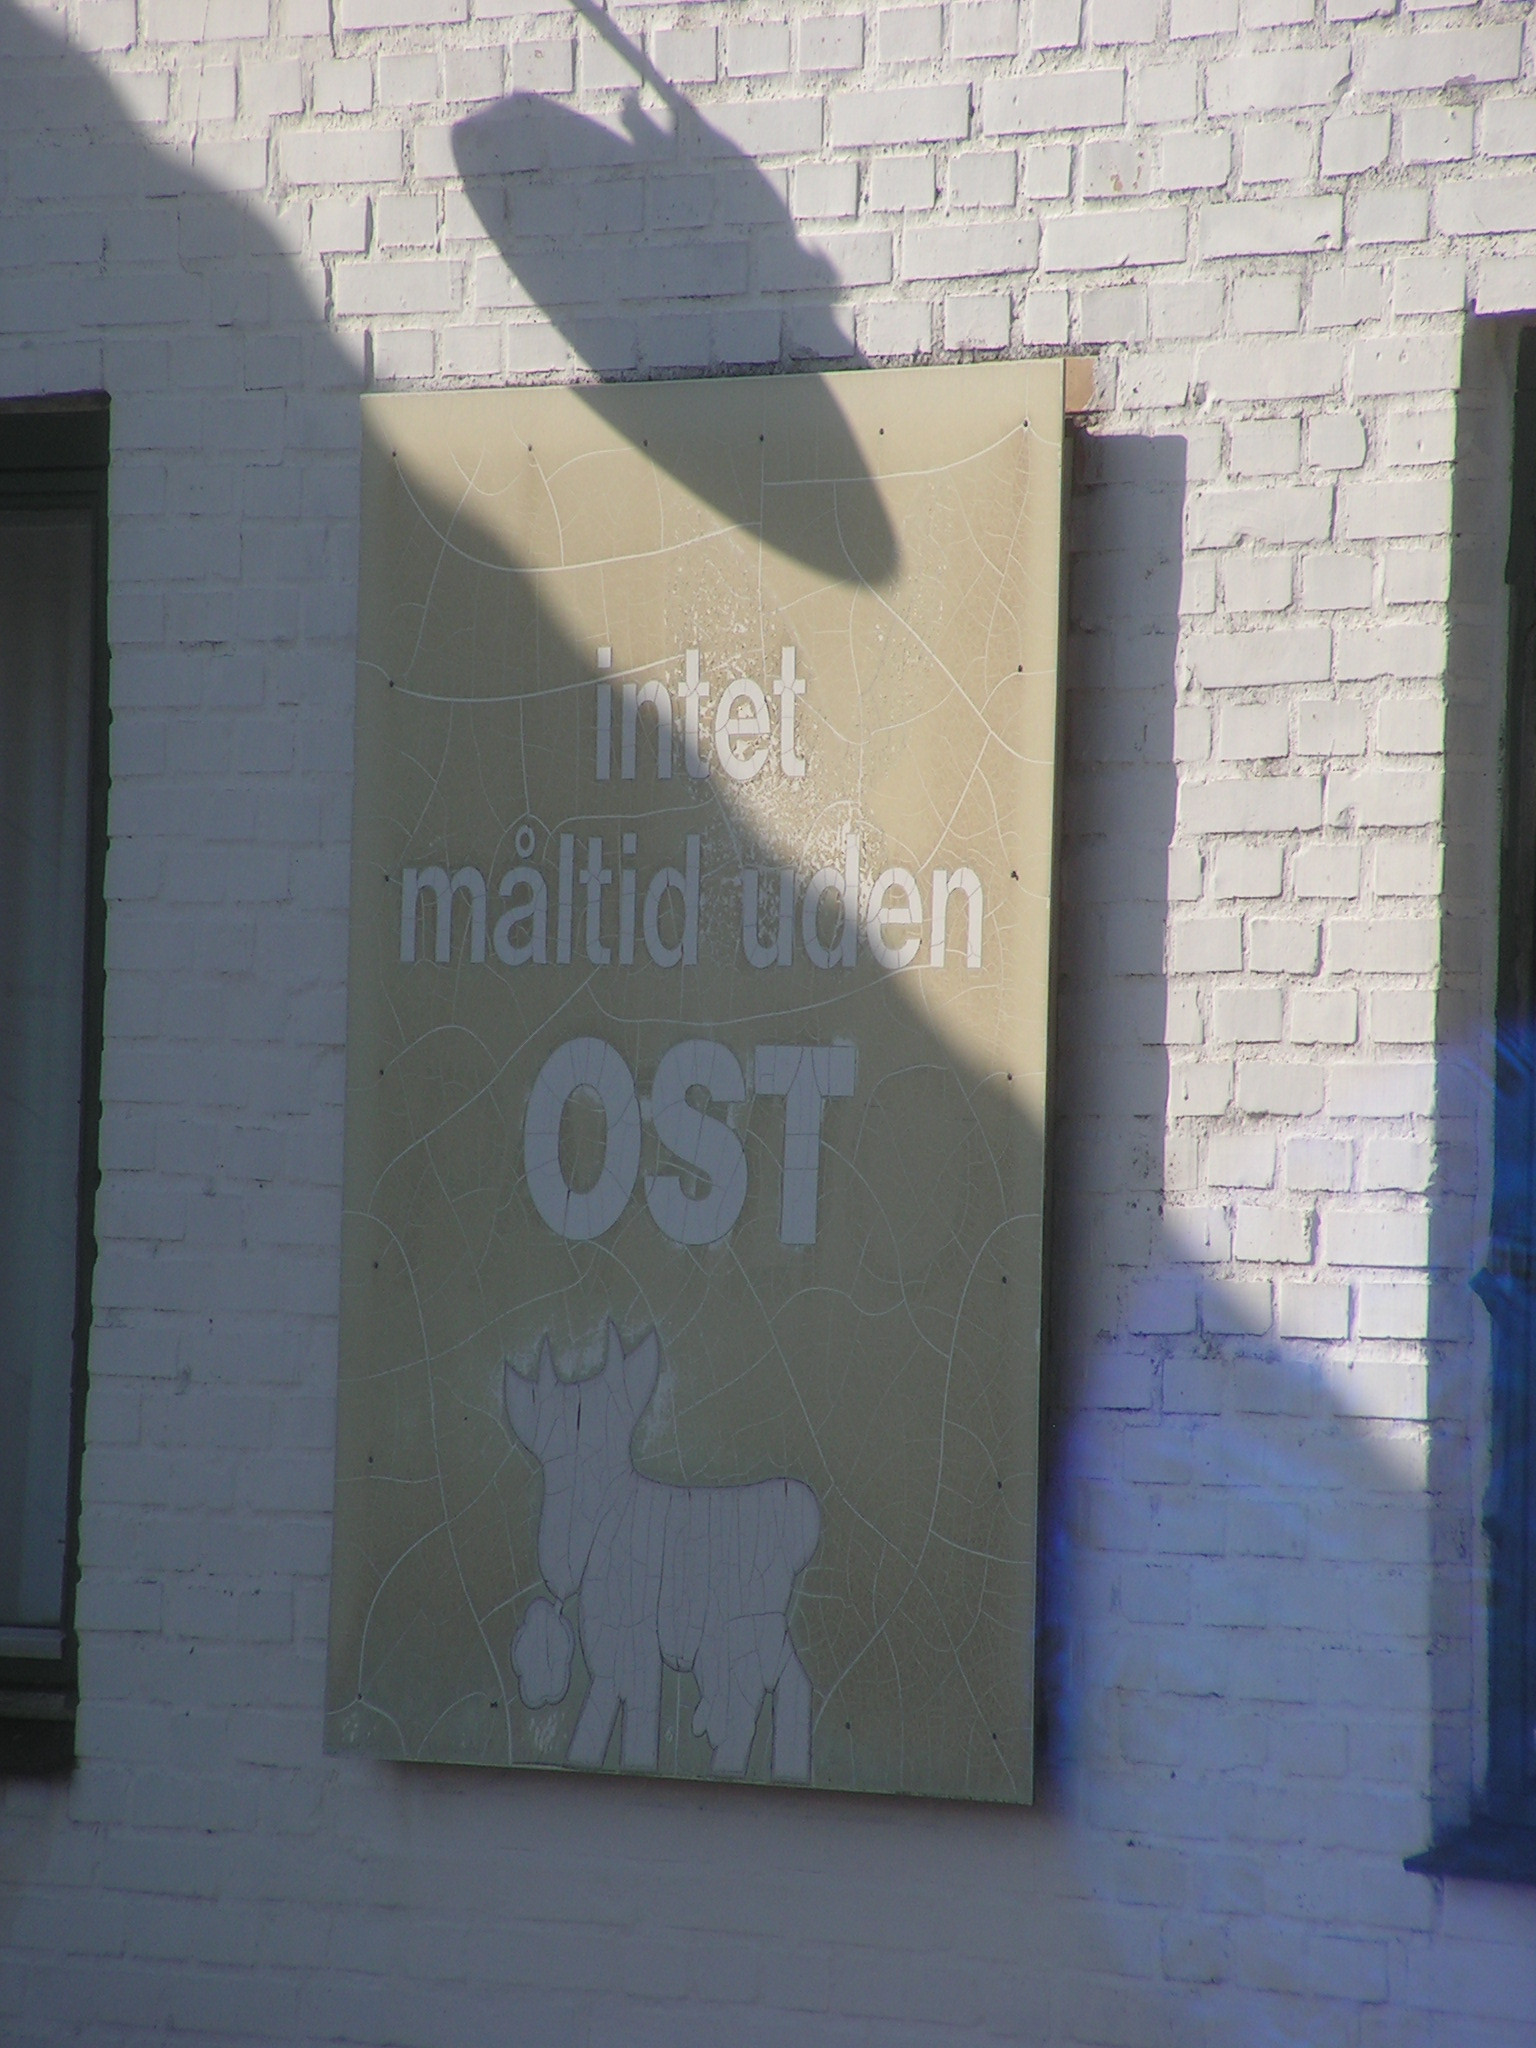 intet
måltid uden
OST